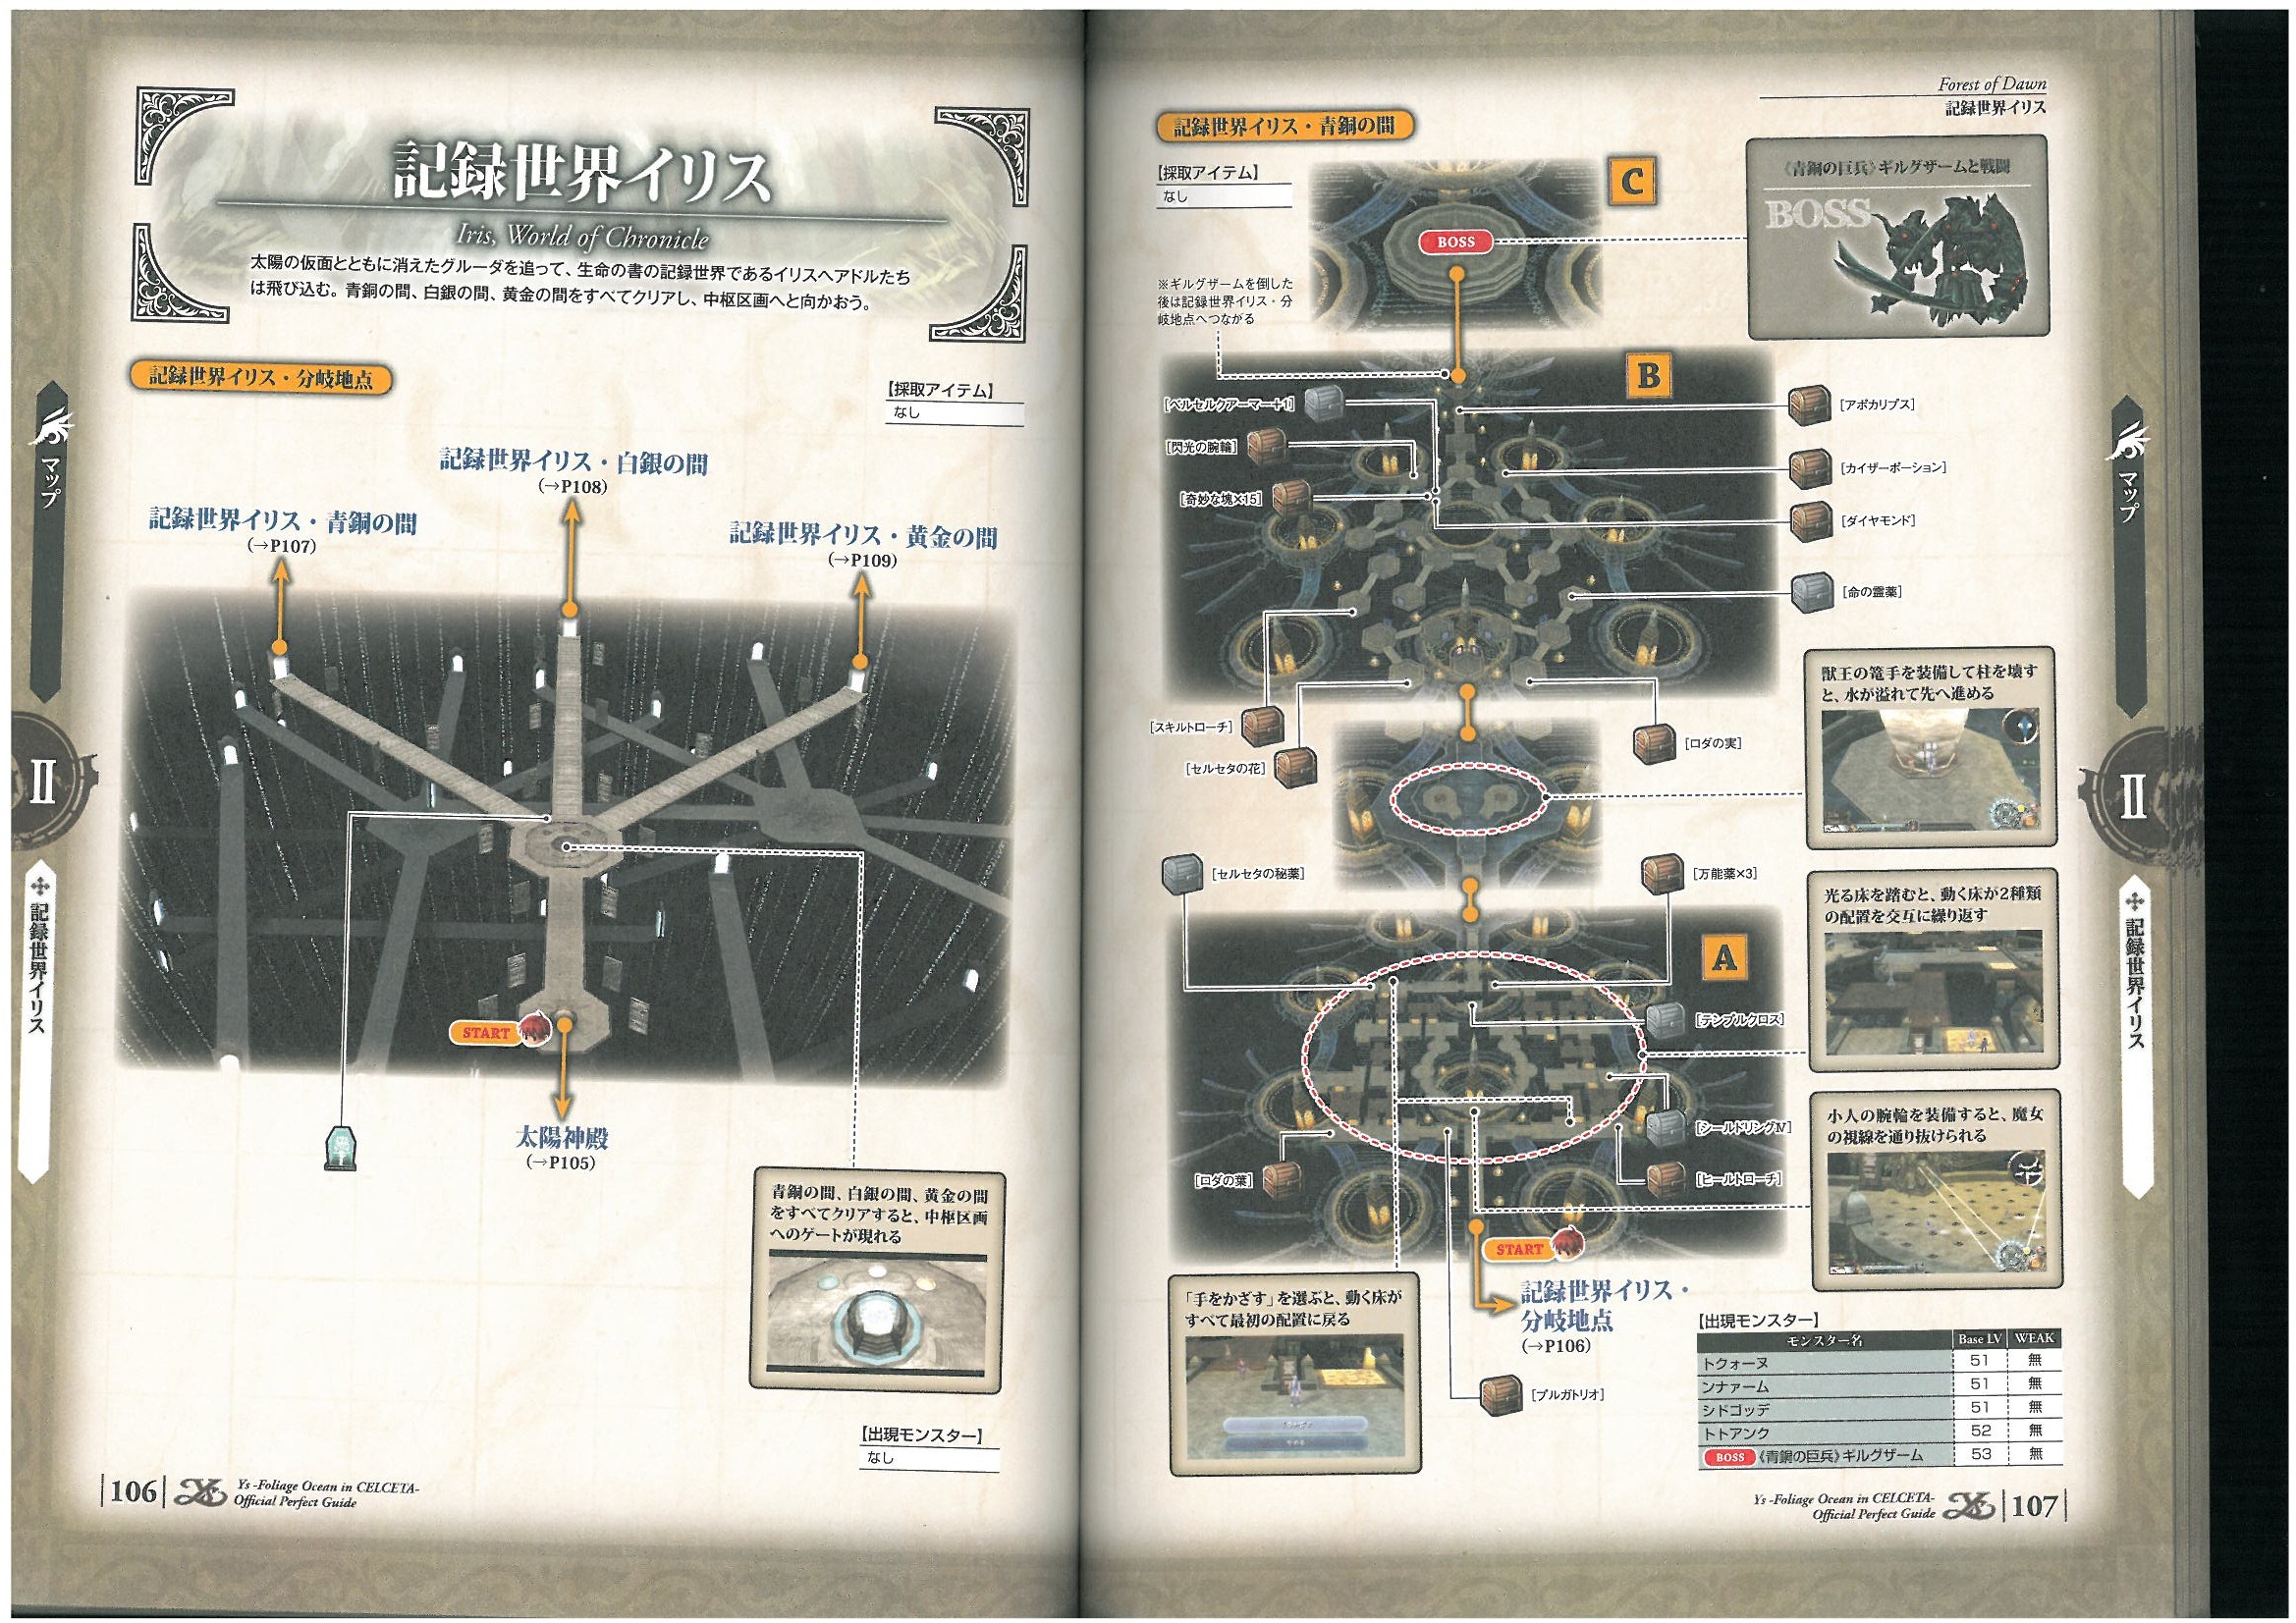 記録世界イリス
Iris, World of Chronicle
太陽の仮面とともに消えたグルーダを追って、生命の書の記録世界であるイリスへアドルたち
は飛び込む。青銅の間、白銀の間、黄金の間をすべてクリアし、中枢区画へと向かおう。
記録世界イリス・分岐地点
【採取アイテム】
なし
記録世界イリス・白銀の間
(→P108)
記録世界イリス・青銅の間
(→P107)
記録世界イリス・黄金の間
(→P109)
START
太陽神殿
(→P105)
青銅の間、白銀の間、黄金の間
をすべてクリアすると、中枢区画
へのゲートが現れる
【出現モンスター】
なし
マップ
II
記録世界イリス
106
Ys
Ys -Foliage Ocean in CELCETA-
Official Perfect Guide
Forest of Dawn
記録世界イリス
記録世界イリス・青銅の間
【採取アイテム】
なし
C
BOSS
《青銅の巨兵》ギルグザームと戦闘
BOSS
※ギルグザームを倒した
後は記録世界イリス・分
岐地点へつながる
B
[ベルセルクアーマー+1]
[閃光の腕輪]
[奇妙な塊×15]
[アポカリプス]
[カイザーポーション]
[ダイヤモンド]
[命の霊薬]
[スキルトローチ]
[セルセタの花]
[ロダの実]
獣王の篭手を装備して柱を壊す
と、水が溢れて先へ進める
[セルセタの秘薬]
[万能薬×3]
A
光る床を踏むと、動く床が2種類
の配置を交互に繰り返す
[テンプルクロス]
[シールドリングⅣ]
[ロダの葉]
[ヒールトローチ]
小人の腕輪を装備すると、魔女
の視線を通り抜けられる
START
記録世界イリス・
分岐地点
(→P106)
「手をかざす」を選ぶと、動く床が
すべて最初の配置に戻る
[プルガトリオ]
【出現モンスター】
モンスター名 Base LV WEAK
トクォーヌ 51 無
ンナァーム 51 無
シドゴッデ 51 無
トトアンク 52 無
BOSS 《青銅の巨兵》ギルグザーム 53 無
マップ
II
記録世界イリス
Ys -Foliage Ocean in CELCETA-
Official Perfect Guide
Ys
107